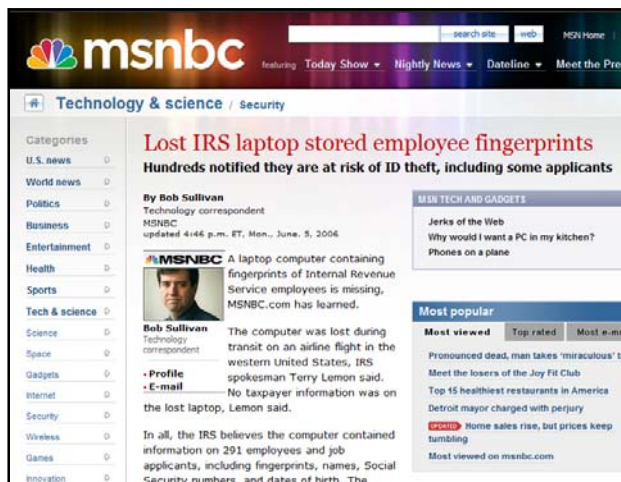 msnbc
search site
web
MSN Home
featuring
Today Show
Nightly News
Dateline
Meet the Pre
Technology & science / Security
Categories
U.S. news
World news
Politics
Business
Entertainment
Health
Sports
Tech & science
Science
Space
Gadgets
Internet
Security
Wireless
Games
Innovation
Lost IRS laptop stored employee fingerprints
Hundreds notified they are at risk of ID theft, including some applicants
By Bob Sullivan
Technology correspondent
MSNBC
updated 4:46 p.m. ET, Mon., June. 5, 2006
MSNBC
Bob Sullivan
Technology
correspondent
• Profile
• E-mail
A laptop computer containing
fingerprints of Internal Revenue
Service employees is missing,
MSNBC.com has learned.
The computer was lost during
transit on an airline flight in the
western United States, IRS
spokesman Terry Lemon said.
No taxpayer information was on
the lost laptop, Lemon said.
In all, the IRS believes the computer contained
information on 291 employees and job
applicants, including fingerprints, names, Social
Security numbers, and dates of birth. The
MSN TECH AND GADGETS
Jerks of the Web
Why would I want a PC in my kitchen?
Phones on a plane
Most popular
Most viewed
Top rated
Most e-m
Pronounced dead, man takes 'miraculous' t
Meet the losers of the Joy Fit Club
Top 15 healthiest restaurants in America
Detroit mayor charged with perjury
UPDATED Home sales rise, but prices keep
tumbling
Most viewed on msnbc.com